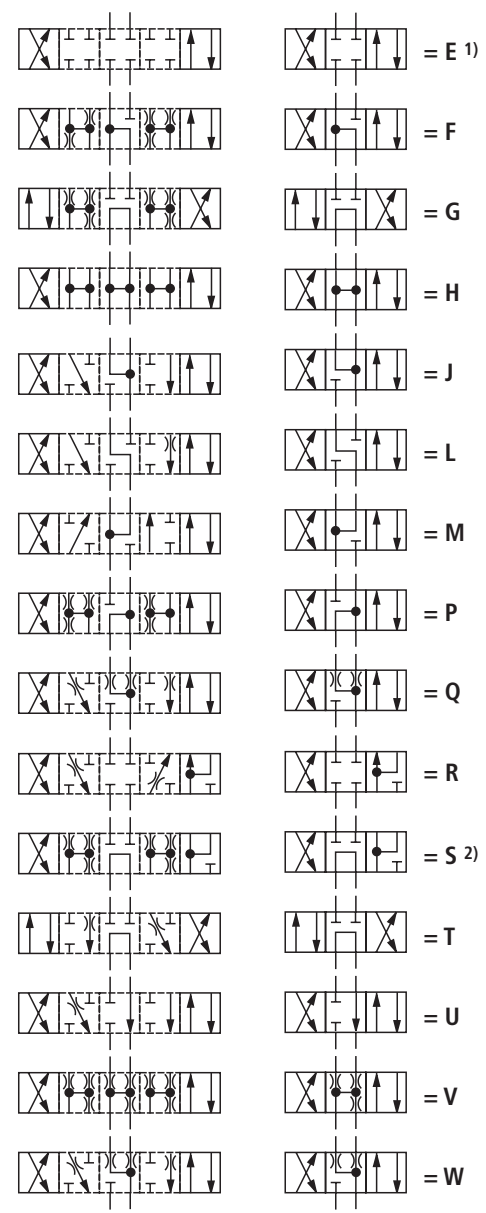 = E 1)
= F
= G
= H
= J
= L
= M
= P
= Q
= R
= S 2)
= T
= U
= V
= W